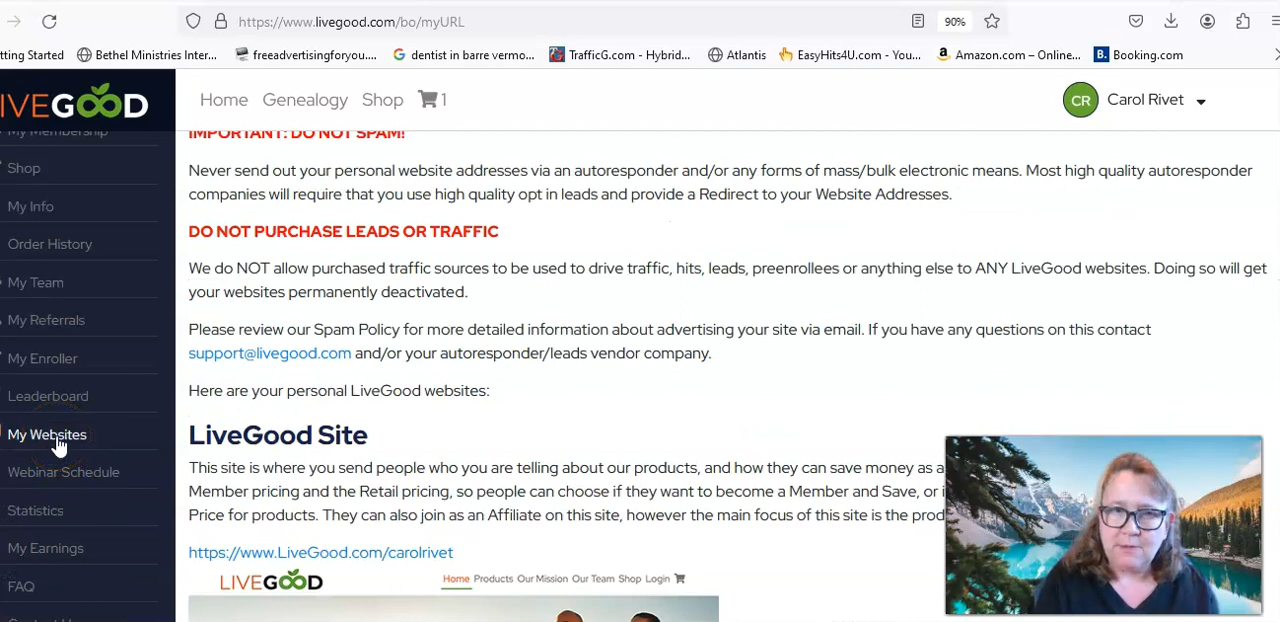 https://www.livegood.com/bo/myURL
90%
tting Started
Bethel Ministries Inter...
freeadvertisingforyou....
dentist in barre vermo...
TrafficG.com - Hybrid...
Atlantis
EasyHits4U.com - You...
Amazon.com – Online...
B.
Booking.com
IVEGOOD
Home
Genealogy
Shop
1
CR
Carol Rivet
My Membership
Shop
My Info
Order History
My Team
My Referrals
My Enroller
Leaderboard
My Websites
Webinar Schedule
Statistics
My Earnings
FAQ
IMPORTANT: DO NOT SPAM!
Never send out your personal website addresses via an autoresponder and/or any forms of mass/bulk electronic means. Most high quality autoresponder
companies will require that you use high quality opt in leads and provide a Redirect to your Website Addresses.
DO NOT PURCHASE LEADS OR TRAFFIC
We do NOT allow purchased traffic sources to be used to drive traffic, hits, leads, preenrollees or anything else to ANY LiveGood websites. Doing so will get
your websites permanently deactivated.
Please review our Spam Policy for more detailed information about advertising your site via email. If you have any questions on this contact
support@livegood.com and/or your autoresponder/leads vendor company.
Here are your personal LiveGood websites:
LiveGood Site
This site is where you send people who you are telling about our products, and how they can save money as a
Member pricing and the Retail pricing, so people can choose if they want to become a Member and Save, or i
Price for products. They can also join as an Affiliate on this site, however the main focus of this site is the prod
https://www.LiveGood.com/carolrivet
LIVEGOOD
Home Products Our Mission Our Team Shop Login